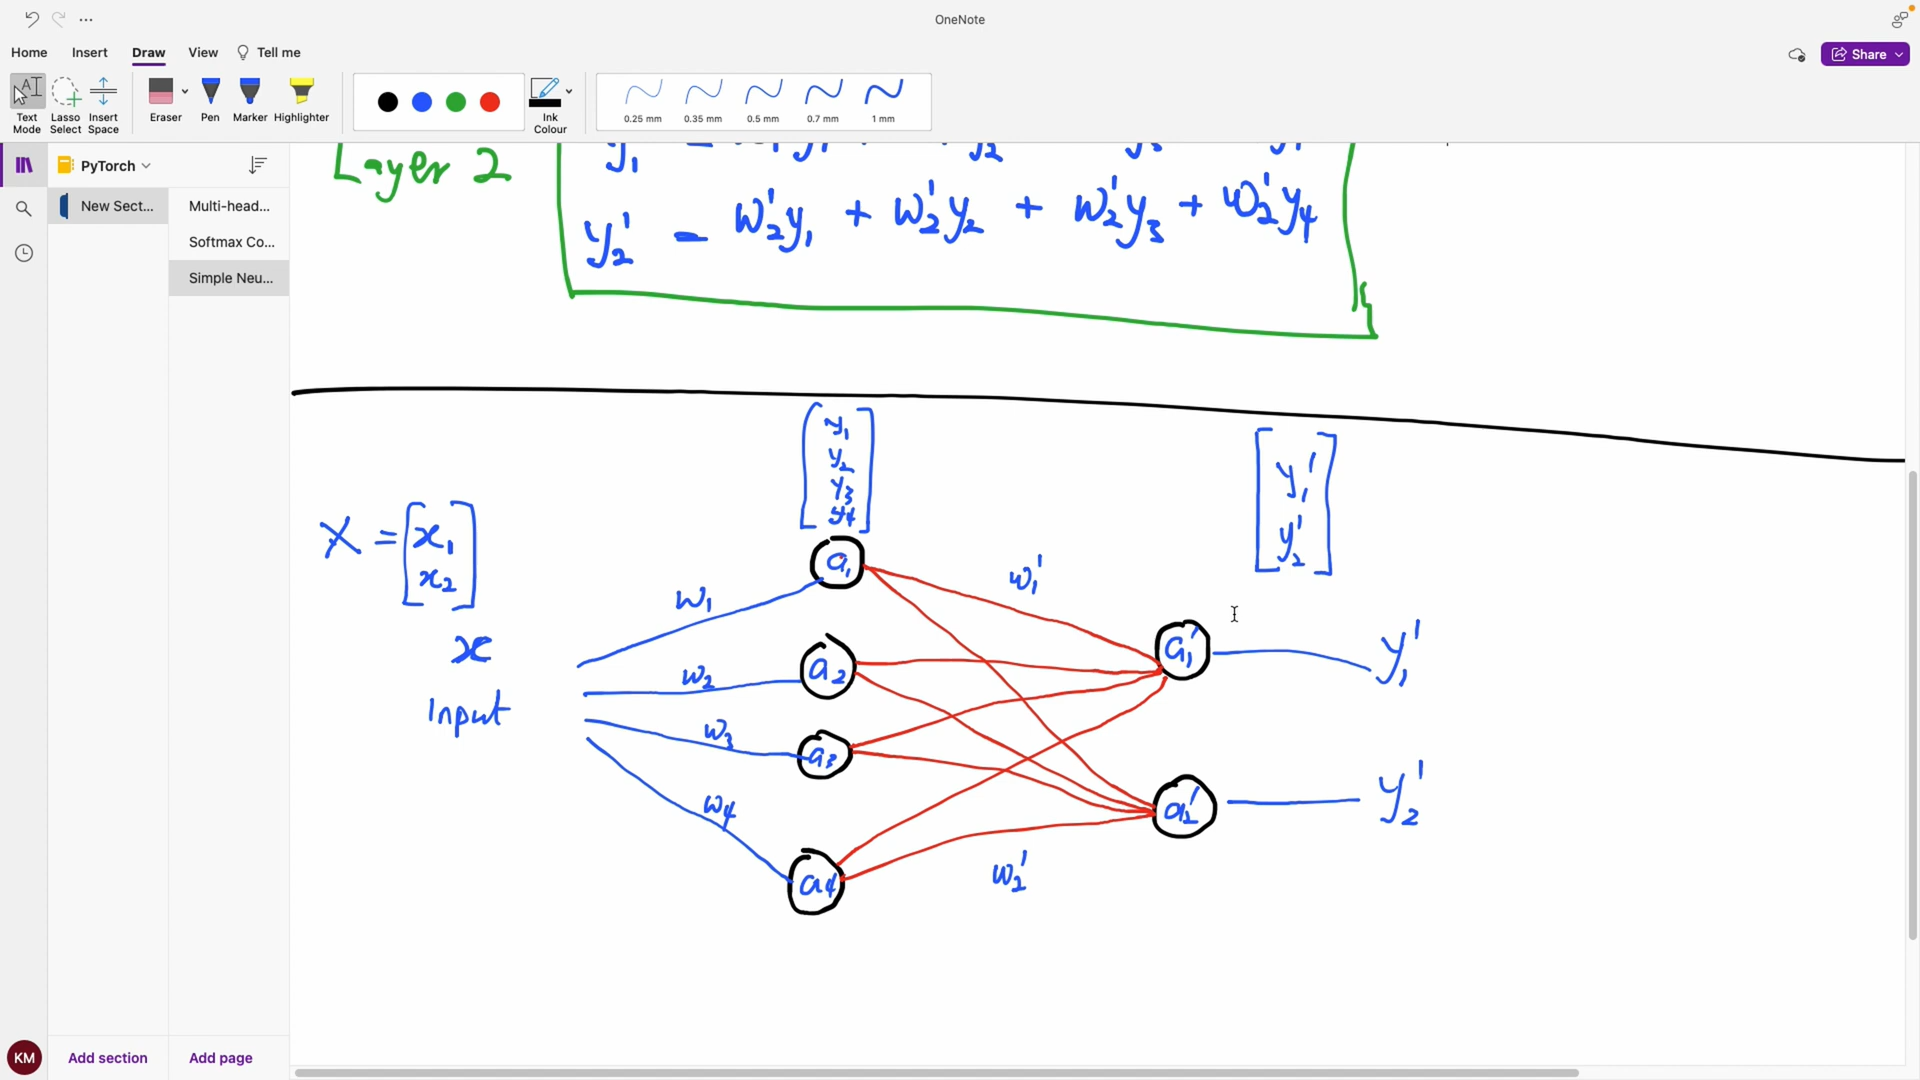 OneNote
Home Insert Draw View Tell me
Share
Text Mode
Lasso Select
Insert Space
Eraser
Pen
Marker
Highlighter
Ink Colour
0.25 mm
0.35 mm
0.5 mm
0.7 mm
1 mm
PyTorch
New Sect...
Multi-head...
Softmax Co...
Simple Neu...
Layer 2
y₂' = w₂'y₁ + w₂'y₂ + w₂'y₃ + w₂'y₄
y₁
y₂
y₃
y₄
y₁'
y₂'
X = [x₁
x₂]
x
Input
w₁
w₂
w₃
w₄
a₁
a₂
a₃
a₄
w₁'
w₂'
a₁'
a₂'
y₁'
y₂'
KM
Add section
Add page